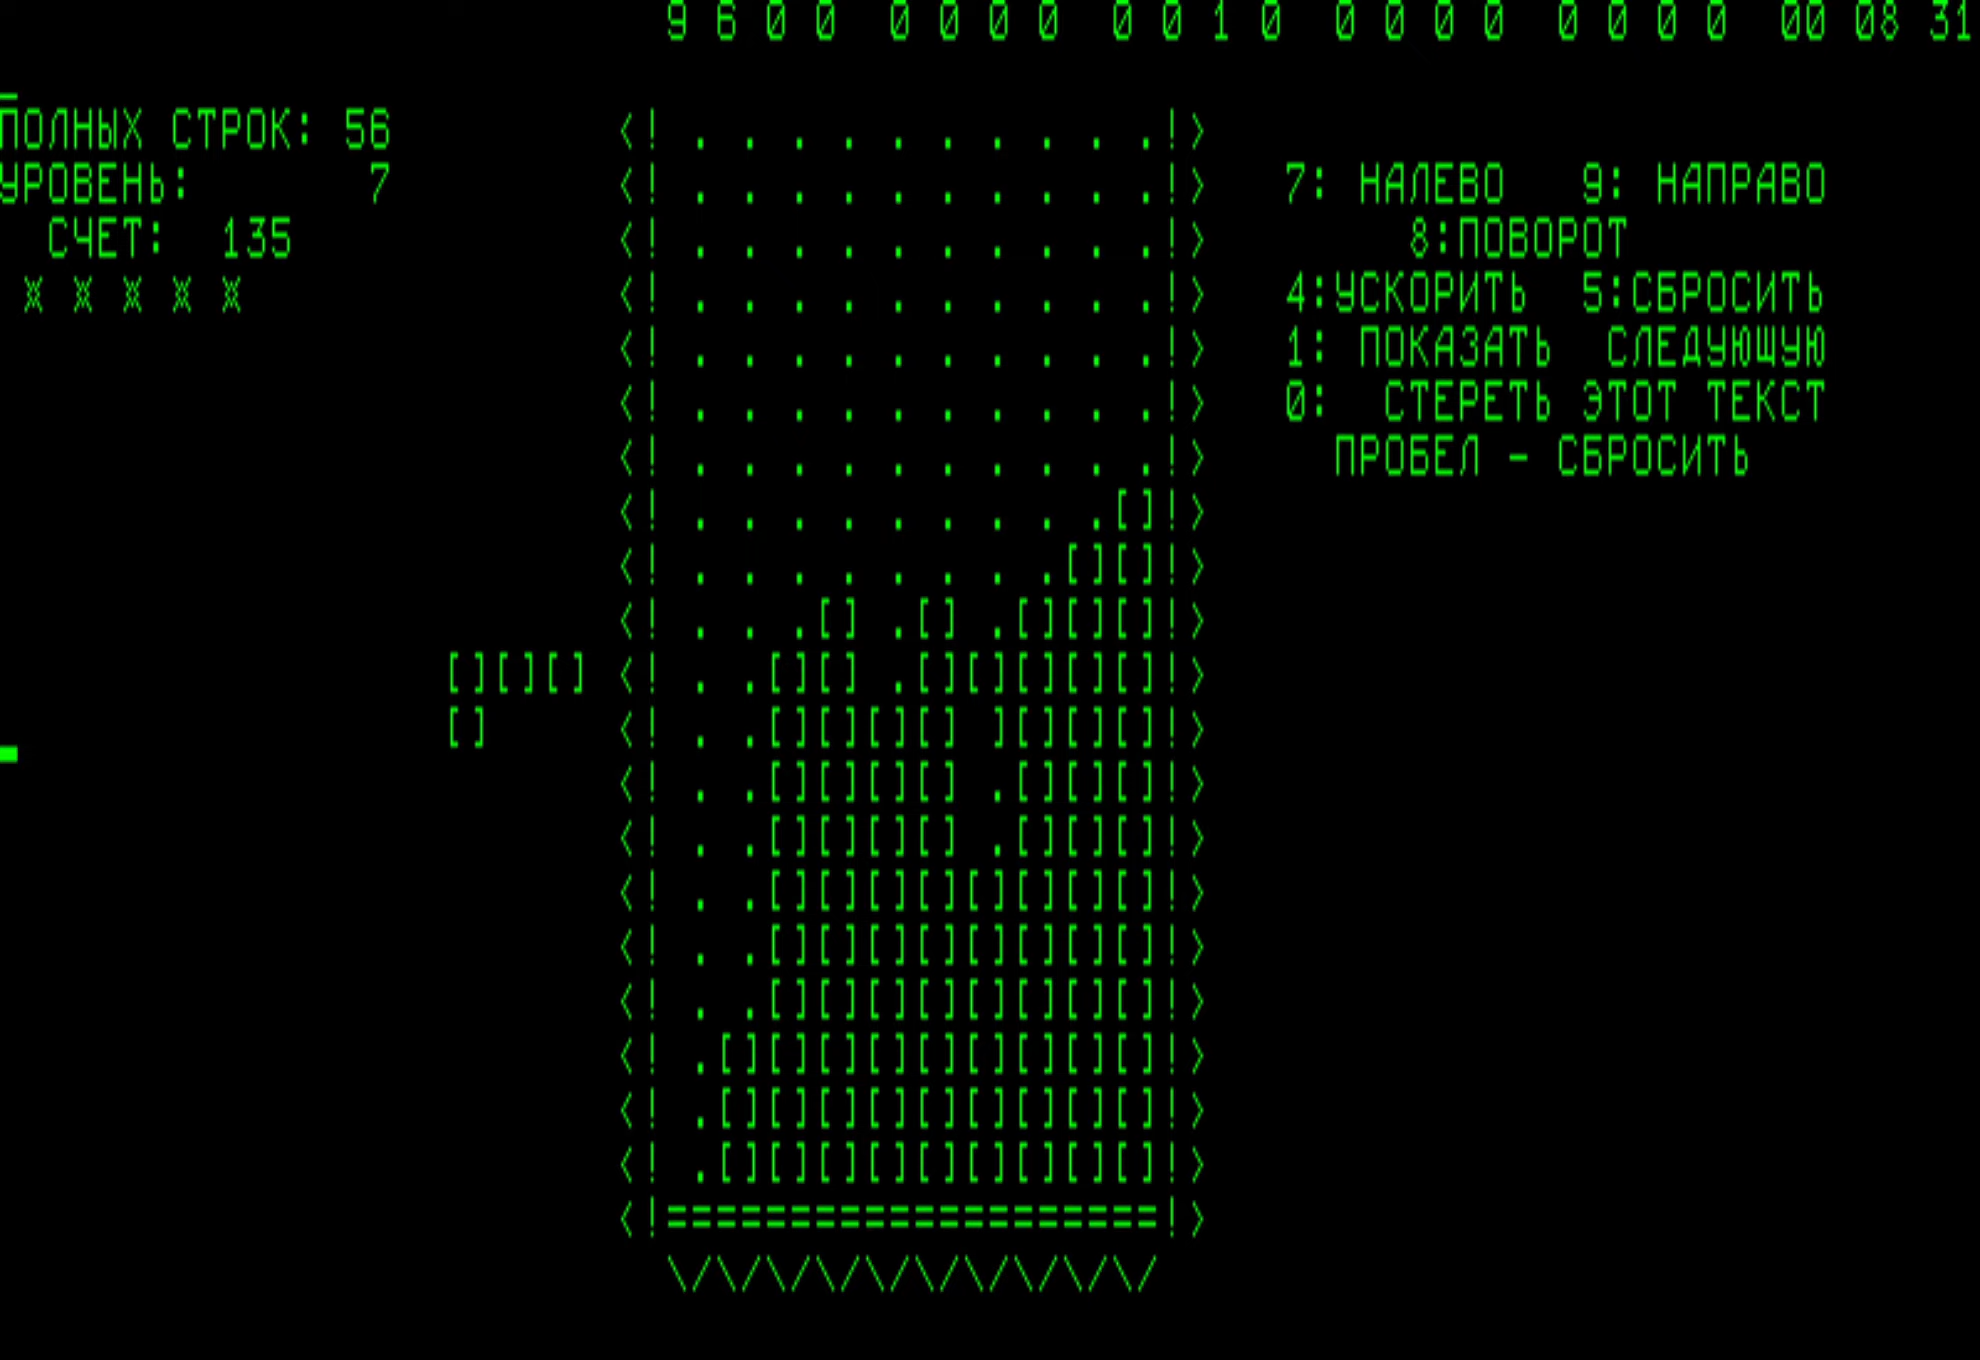 9 6 0 0  0 0 0 0  0 0 1 0  0 0 0 0  0 0 0 0  00 08 31
ПОЛНЫХ СТРОК: 56
УРОВЕНЬ: 7
СЧЕТ: 135
7: НАЛЕВО 9: НАПРАВО
8:ПОВОРОТ
4:УСКОРИТЬ 5:СБРОСИТЬ
1: ПОКАЗАТЬ СЛЕДУЮЩУЮ
0: СТЕРЕТЬ ЭТОТ ТЕКСТ
ПРОБЕЛ - СБРОСИТЬ